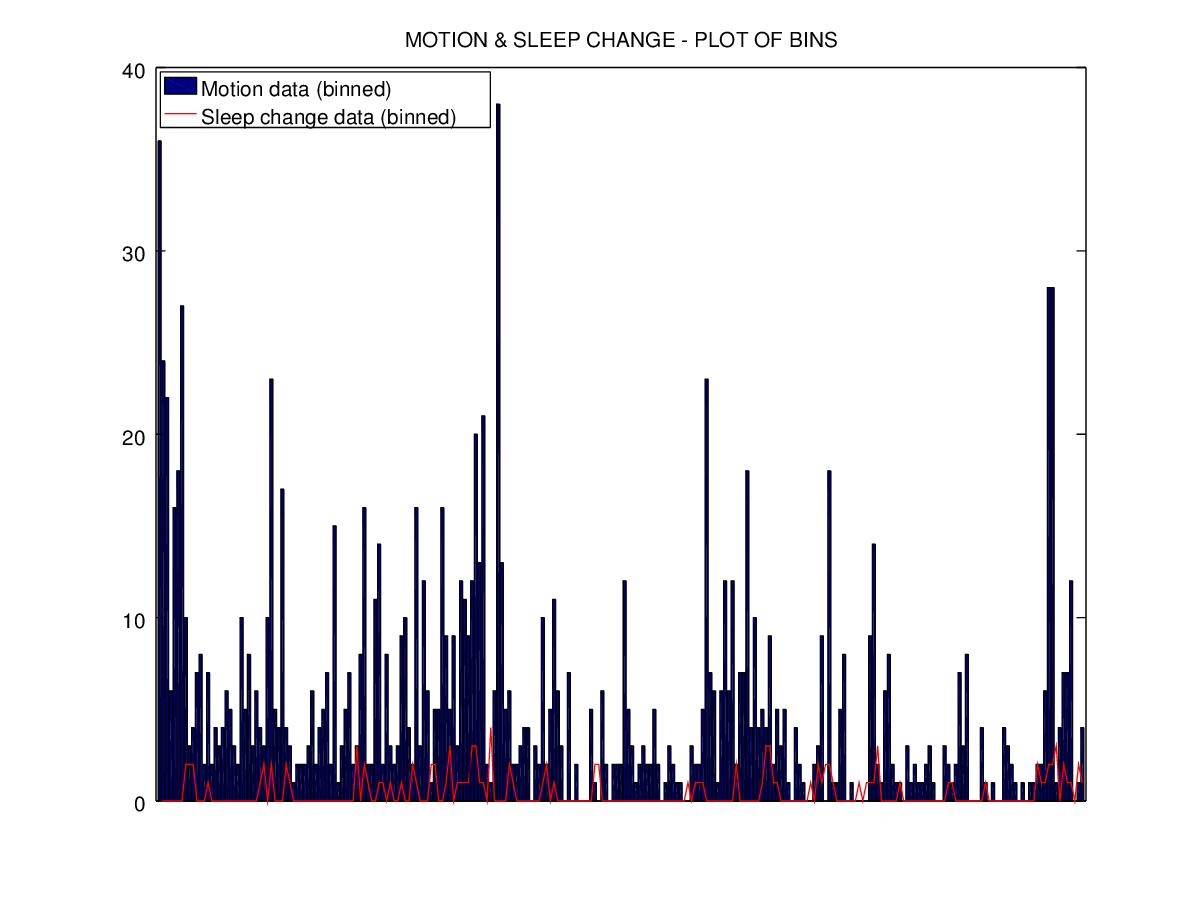 MOTION & SLEEP CHANGE - PLOT OF BINS
40
Motion data (binned)
Sleep change data (binned)
30
20
10
0